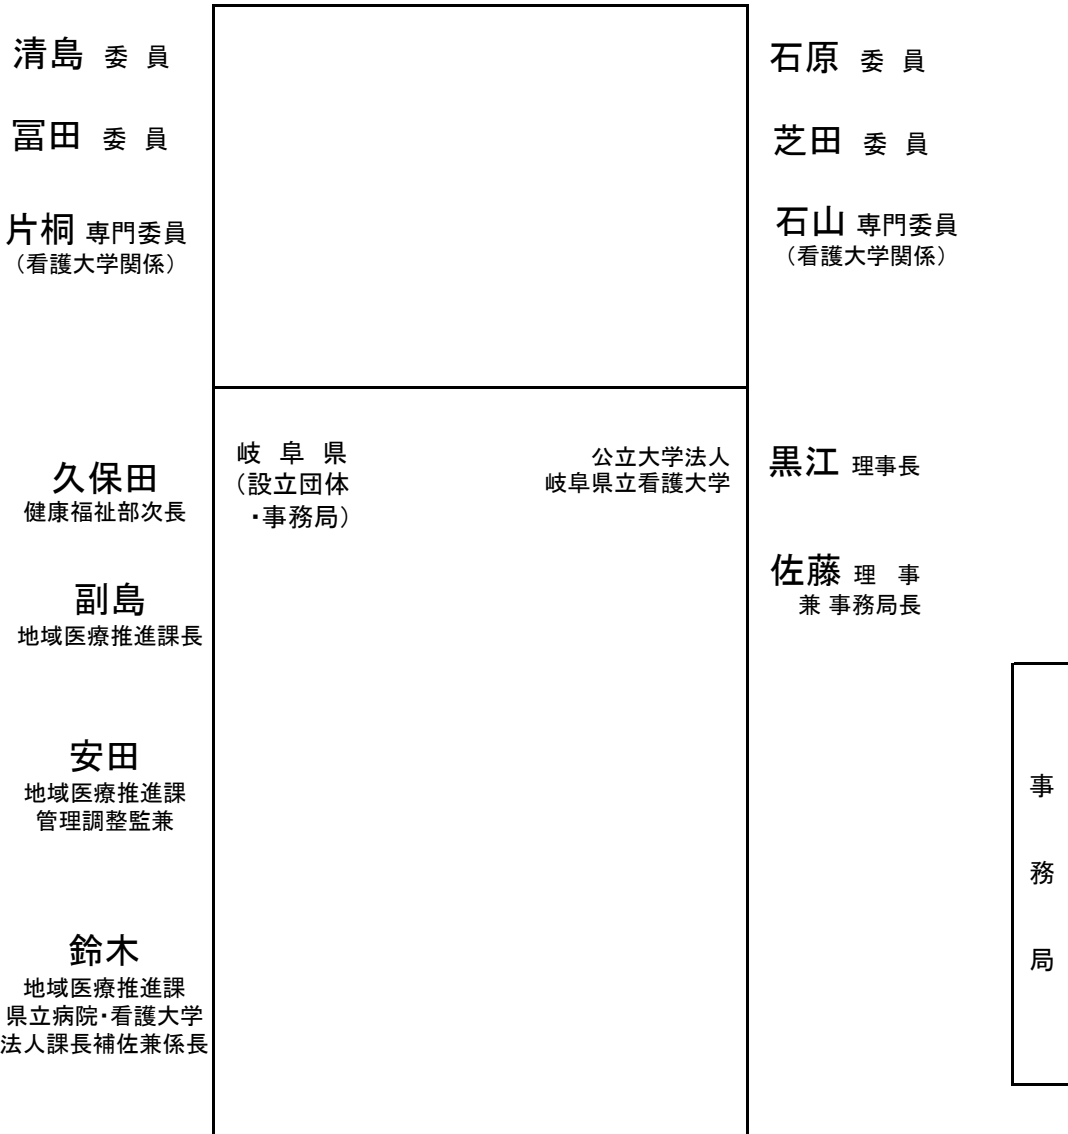 清島 委 員
石原 委 員
冨田 委 員
芝田 委 員
片桐 専門委員
（看護大学関係）
石山 専門委員
（看護大学関係）
久保田
健康福祉部次長
岐 阜 県
（設立団体
・事務局）
公立大学法人
岐阜県立看護大学
黒江 理事長
副島
地域医療推進課長
佐藤 理 事
兼 事務局長
安田
地域医療推進課
管理調整監兼
鈴木
地域医療推進課
県立病院・看護大学
法人課長補佐兼係長
事
務
局